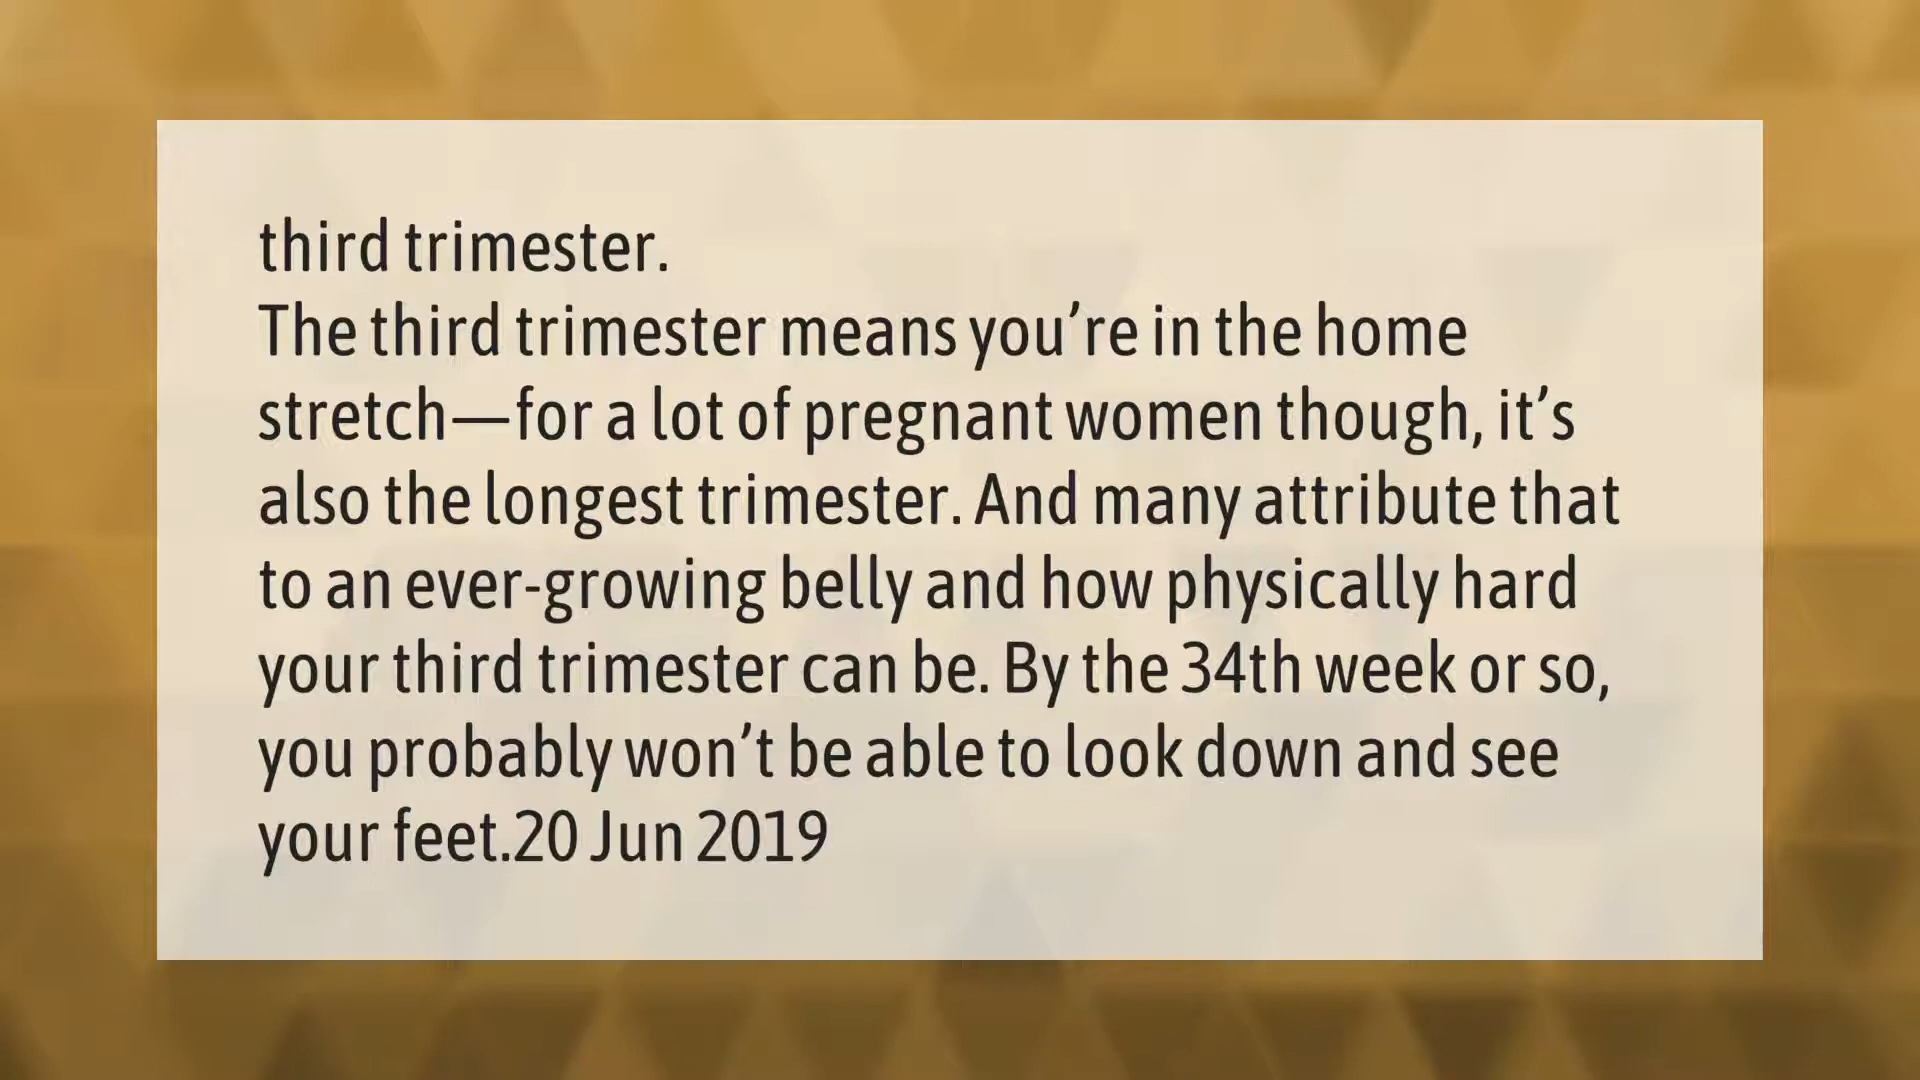 third trimester.
The third trimester means you’re in the home
stretch—for a lot of pregnant women though, it’s
also the longest trimester. And many attribute that
to an ever-growing belly and how physically hard
your third trimester can be. By the 34th week or so,
you probably won’t be able to look down and see
your feet.20 Jun 2019